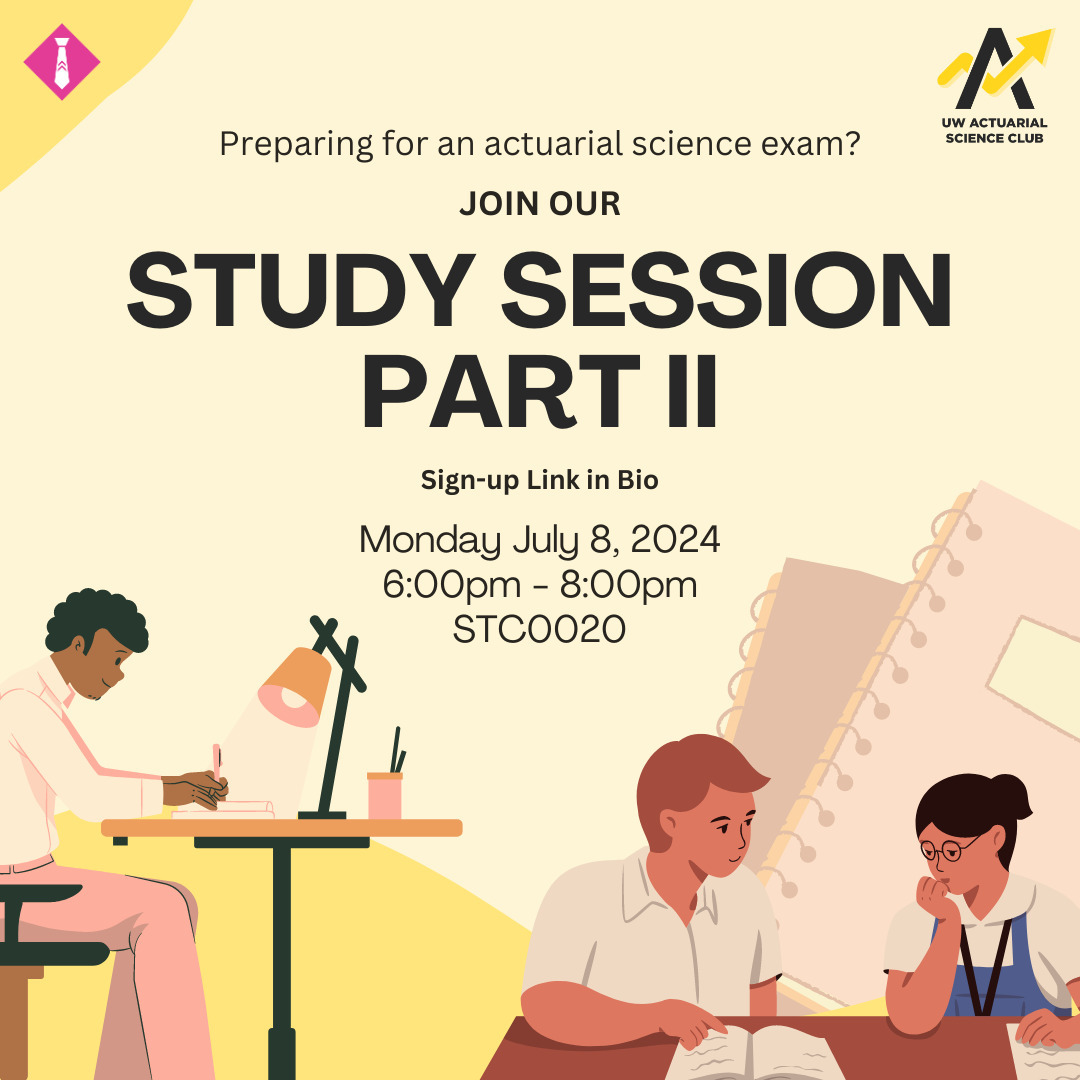 UW ACTUARIAL
SCIENCE CLUB
Preparing for an actuarial science exam?
JOIN OUR
STUDY SESSION
PART II
Sign-up Link in Bio
Monday July 8, 2024
6:00pm - 8:00pm
STC0020